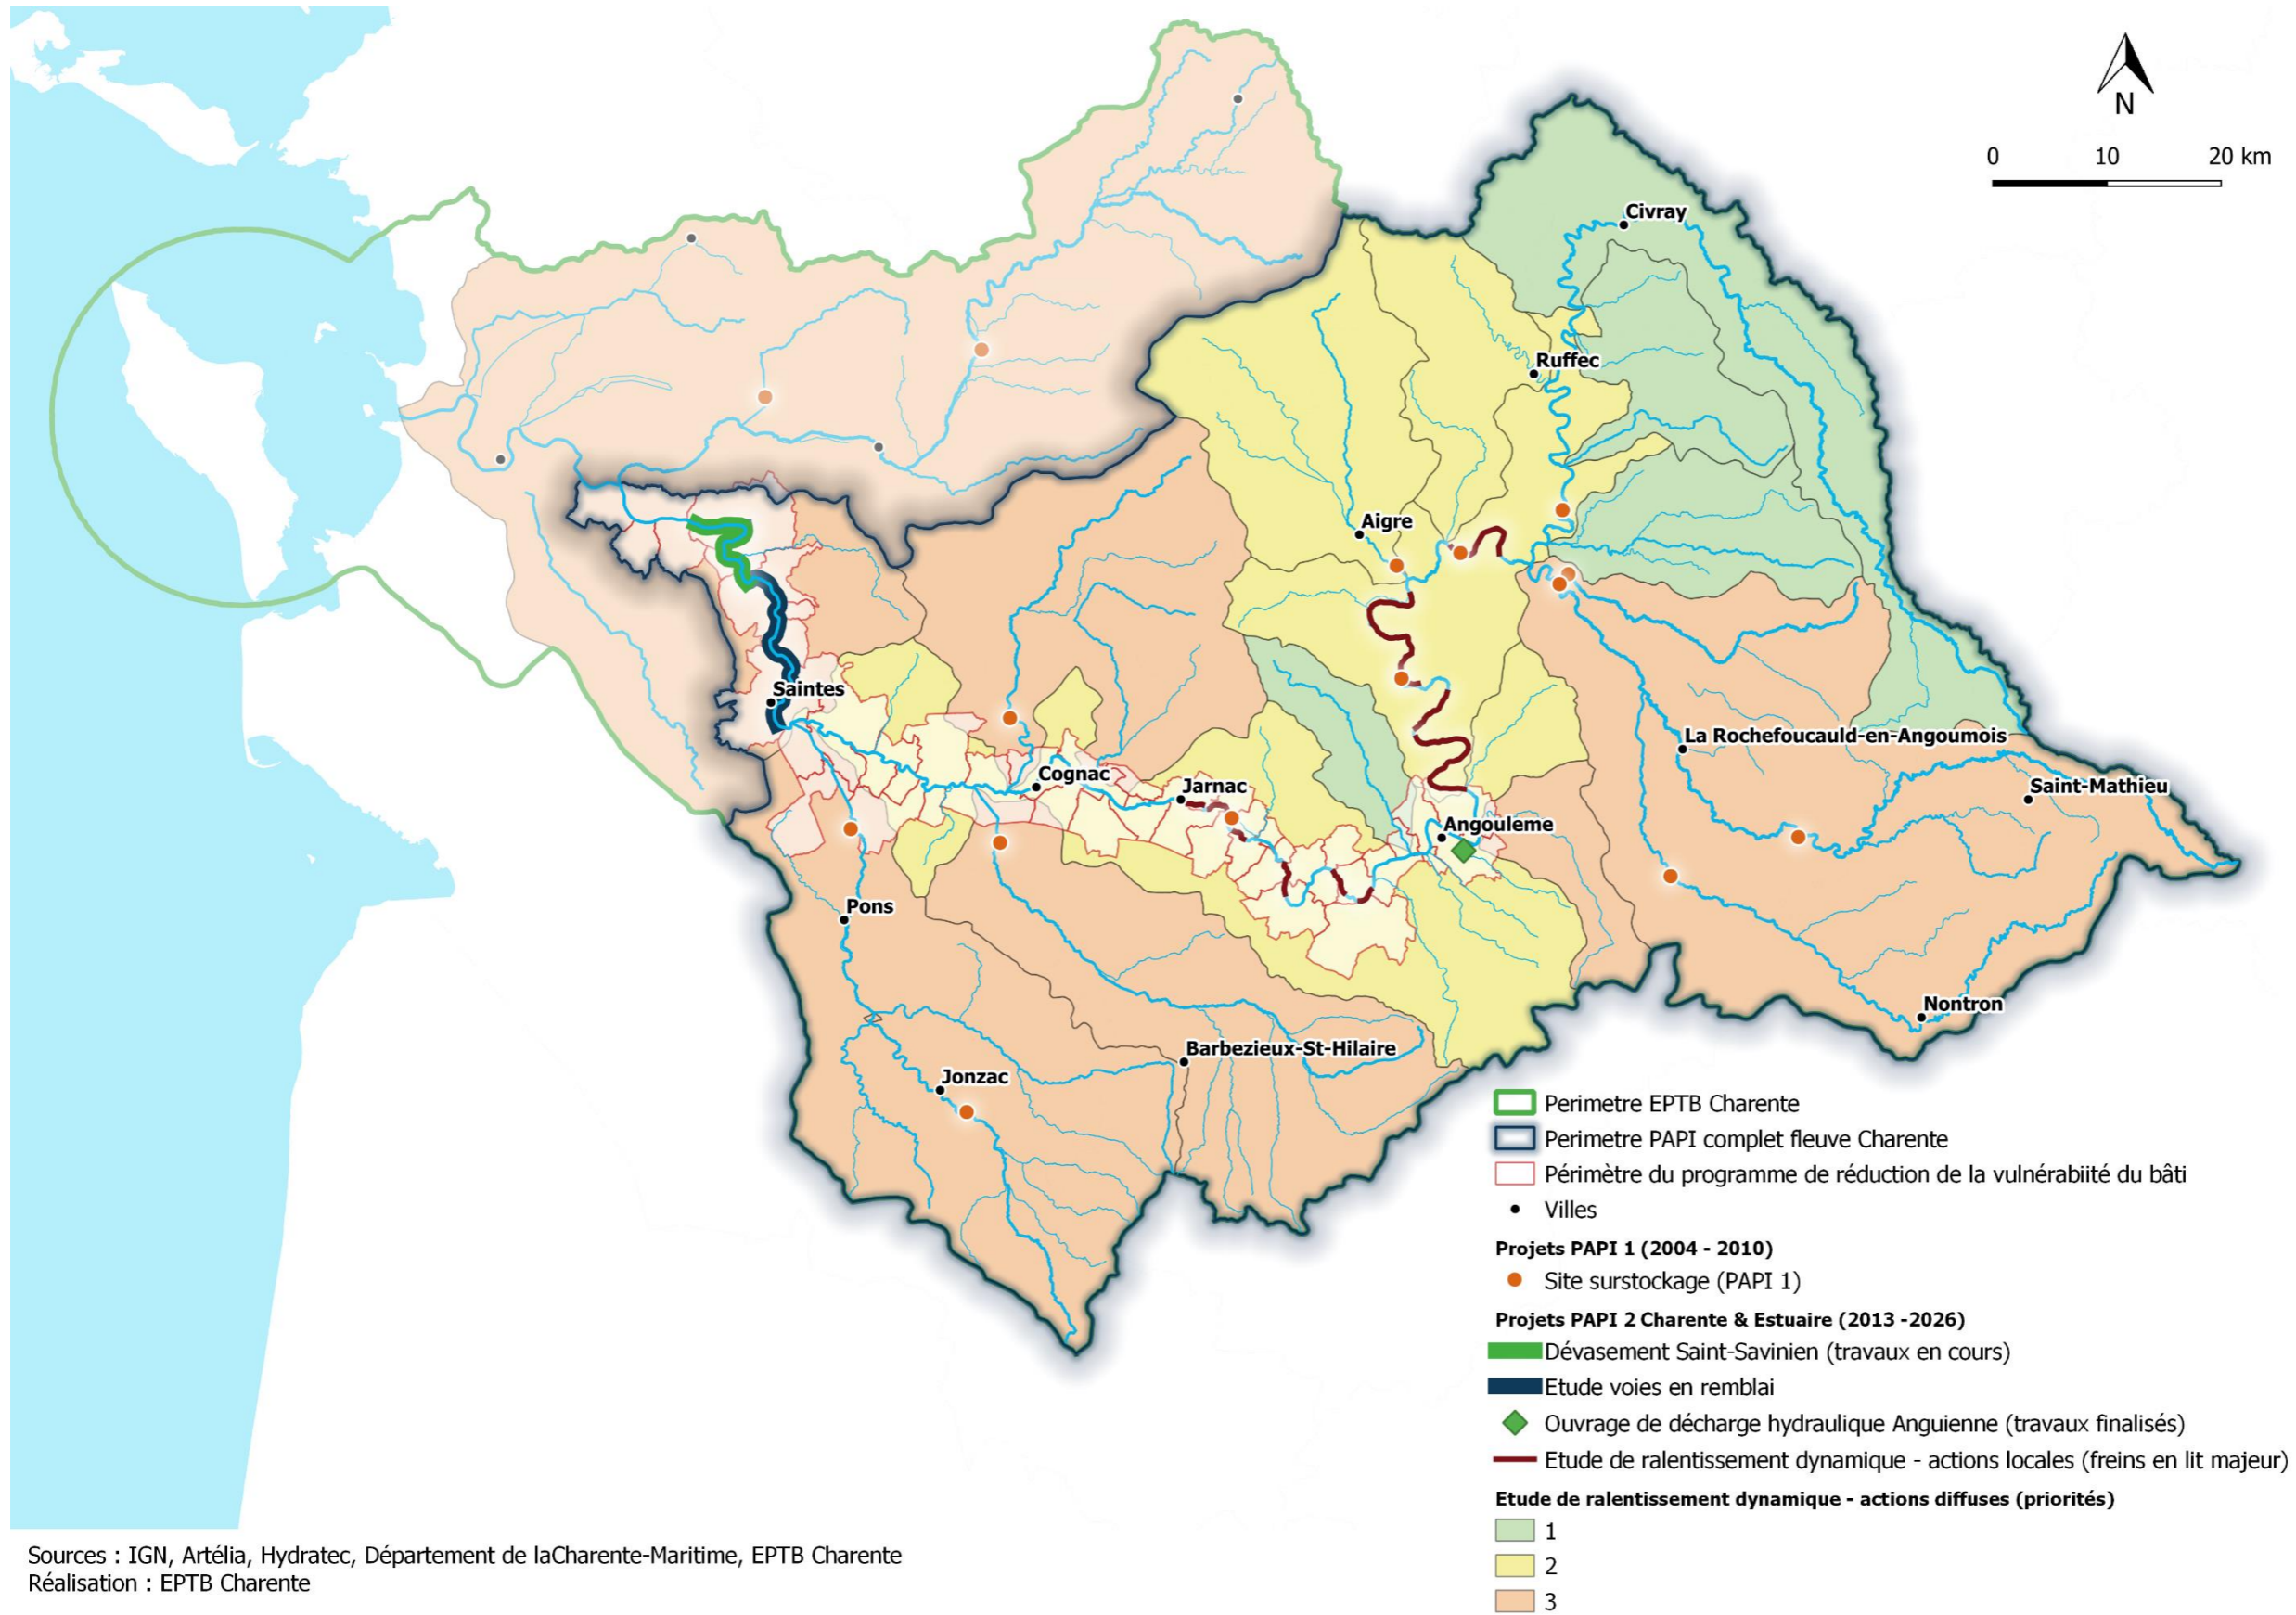 N
0 10 20 km
Civray
Ruffec
Aigre
Saintes
La Rochefoucauld-en-Angoumois
Cognac
Jarnac
Saint-Mathieu
Angouleme
Pons
Nontron
Barbezieux-St-Hilaire
Jonzac
Perimetre EPTB Charente
Perimetre PAPI complet fleuve Charente
Périmètre du programme de réduction de la vulnérabiité du bâti
Villes
Projets PAPI 1 (2004 - 2010)
Site surstockage (PAPI 1)
Projets PAPI 2 Charente & Estuaire (2013 -2026)
Dévasement Saint-Savinien (travaux en cours)
Etude voies en remblai
Ouvrage de décharge hydraulique Anguienne (travaux finalisés)
Etude de ralentissement dynamique - actions locales (freins en lit majeur)
Etude de ralentissement dynamique - actions diffuses (priorités)
1
2
3
Sources : IGN, Artélia, Hydratec, Département de laCharente-Maritime, EPTB Charente
Réalisation : EPTB Charente